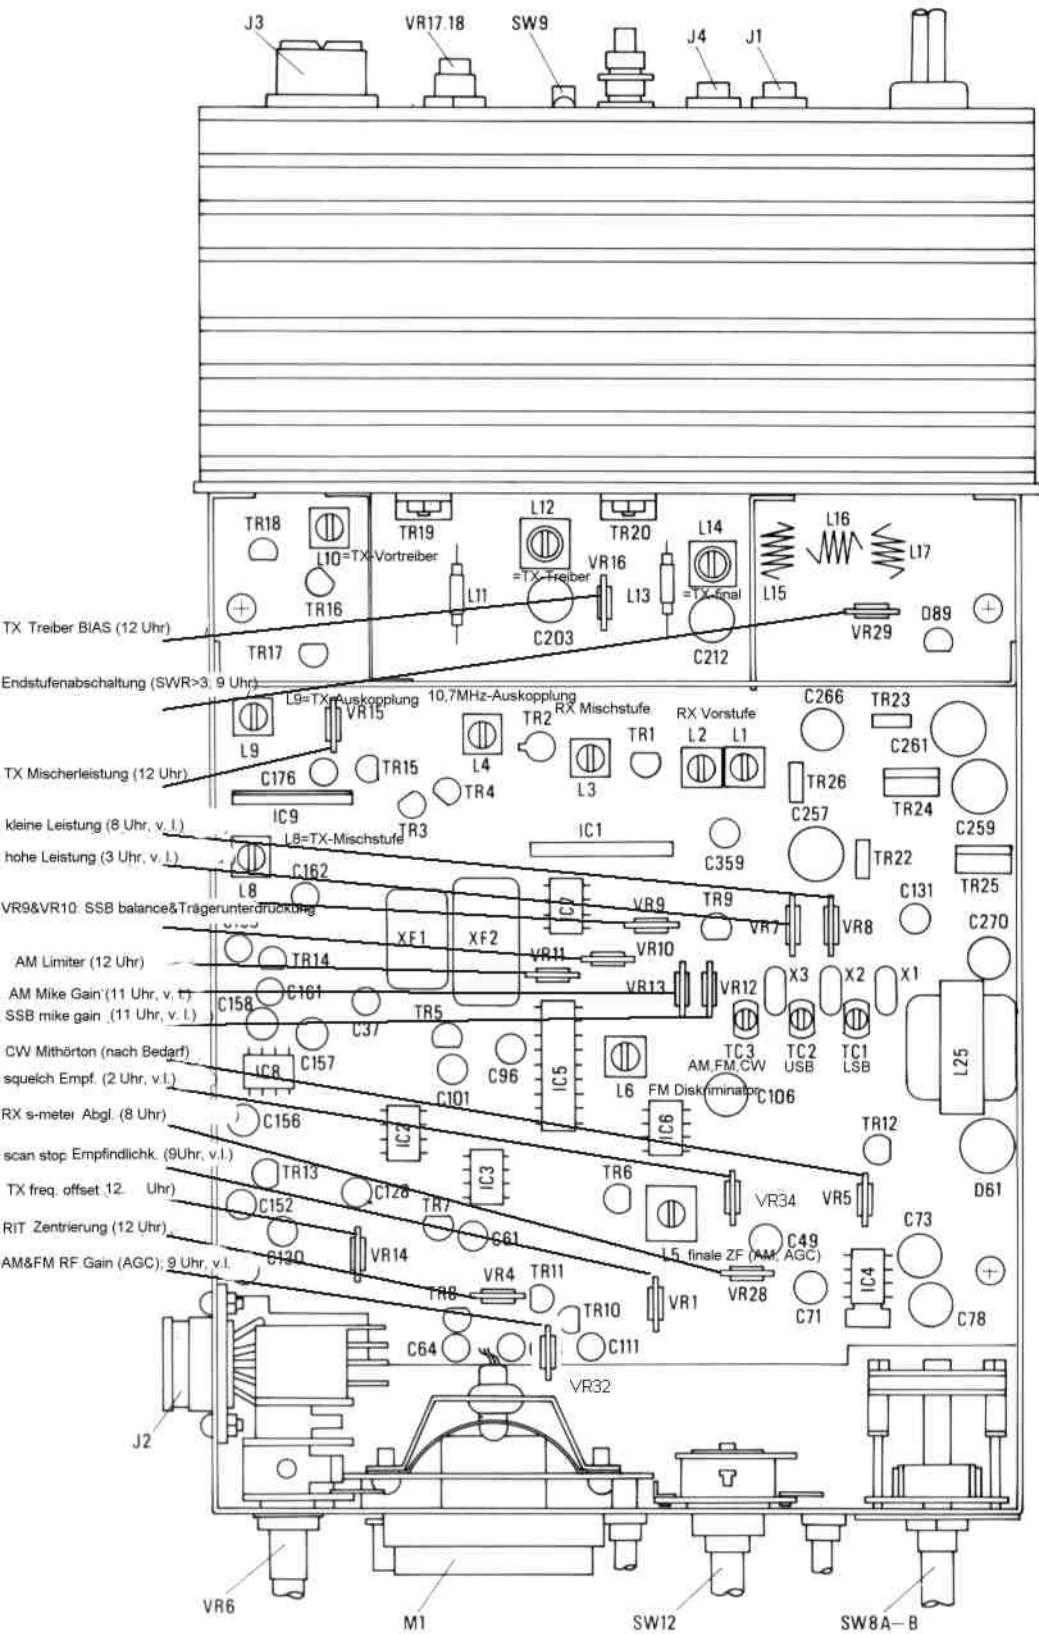 J3
VR17.18
SW9
J4
J1
TR18
L10=TX-Vortreiber
TR16
TR17
TR19
L12
=TX-Treiber
TR20
VR16
L14
=TX-final
L11
C203
L13
C212
L15
L16
L17
VR29
D89
TX Treiber BIAS (12 Uhr)
Endstufenabschaltung (SWR>3; 9 Uhr)
L9=TX-Auskopplung
10,7MHz-Auskopplung
RX Mischstufe
RX Vorstufe
C266
TR23
C261
VR15
L9
L4
TR2
L3
TR1
L2
L1
TX Mischerleistung (12 Uhr)
C176
TR15
TR4
TR3
TR26
TR24
C257
C259
IC9
kleine Leistung (8 Uhr, v. l.)
L8=TX-Mischstufe
IC1
C359
TR22
TR25
hohe Leistung (3 Uhr, v. l.)
L8
C162
IC7
C131
VR9&VR10: SSB balance&Trägerunterdrückung
VR9
TR9
VR7
VR8
C270
XF1
XF2
VR10
TR14
VR11
AM Limiter (12 Uhr)
AM Mike Gain (11 Uhr, v. l.)
C161
C158
C37
TR5
VR13
VR12
X3
X2
X1
SSB mike gain (11 Uhr, v. l.)
C157
C96
IC5
TC3
TC2
TC1
AM,FM,CW
USB
LSB
CW Mithörton (nach Bedarf)
IC8
C101
L6
FM Diskriminator
C106
L25
squelch Empf. (2 Uhr, v.l.)
RX s-meter Abgl. (8 Uhr)
C156
IC2
IC6
TR12
scan stop Empfindlichk. (9Uhr, v.l.)
TR13
IC3
TR6
D61
TX freq. offset 12. Uhr)
C152
C128
TR7
VR34
VR5
RIT Zentrierung (12 Uhr)
C130
C61
L5
finale ZF (AM, AGC)
C49
C73
AM&FM RF Gain (AGC); 9 Uhr, v.l.
VR14
VR4
TR11
VR1
VR28
C71
IC4
TR8
TR10
C78
C64
C111
VR32
J2
VR6
M1
SW12
SW8A-B